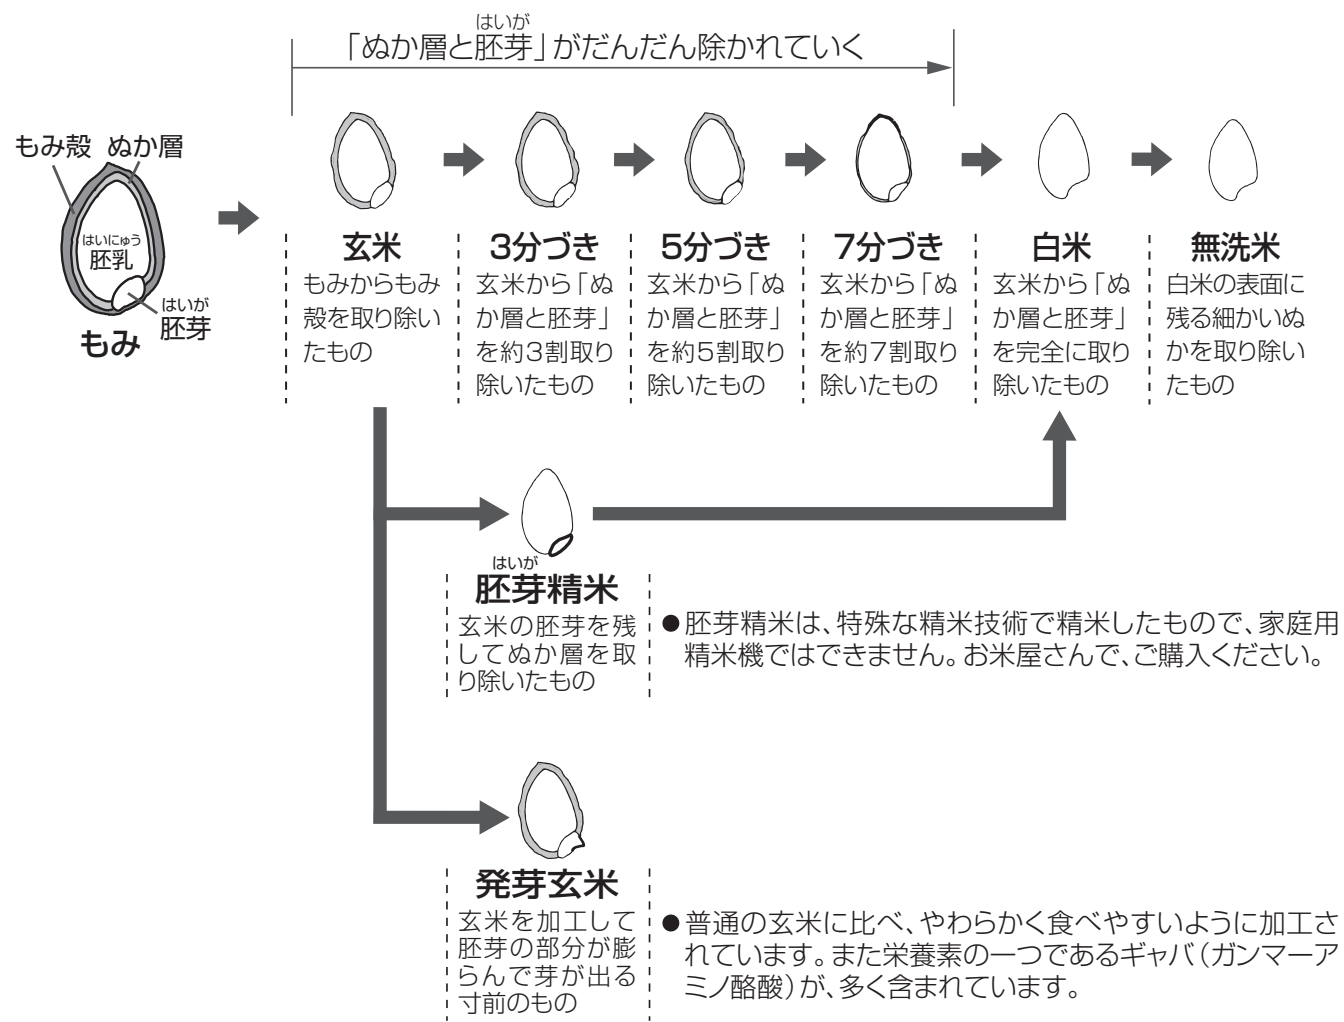 「ぬか層と胚芽」がだんだん除かれていく
はいが
もみ殻 ぬか層
はいにゅう
胚乳
はいが
胚芽
もみ
玄米
もみからもみ
殻を取り除い
たもの
3分づき
玄米から「ぬ
か層と胚芽」
を約3割取り
除いたもの
5分づき
玄米から「ぬ
か層と胚芽」
を約5割取り
除いたもの
7分づき
玄米から「ぬ
か層と胚芽」
を約7割取り
除いたもの
白米
玄米から「ぬ
か層と胚芽」
を完全に取り
除いたもの
無洗米
白米の表面に
残る細かいぬ
かを取り除い
たもの
はいが
胚芽精米
玄米の胚芽を残
してぬか層を取
り除いたもの
●胚芽精米は、特殊な精米技術で精米したもので、家庭用
精米機ではできません。お米屋さんで、ご購入ください。
発芽玄米
玄米を加工して
胚芽の部分が膨
らんで芽が出る
寸前のもの
●普通の玄米に比べ、やわらかく食べやすいように加工さ
れています。また栄養素の一つであるギャバ(ガンマーア
ミノ酪酸)が、多く含まれています。